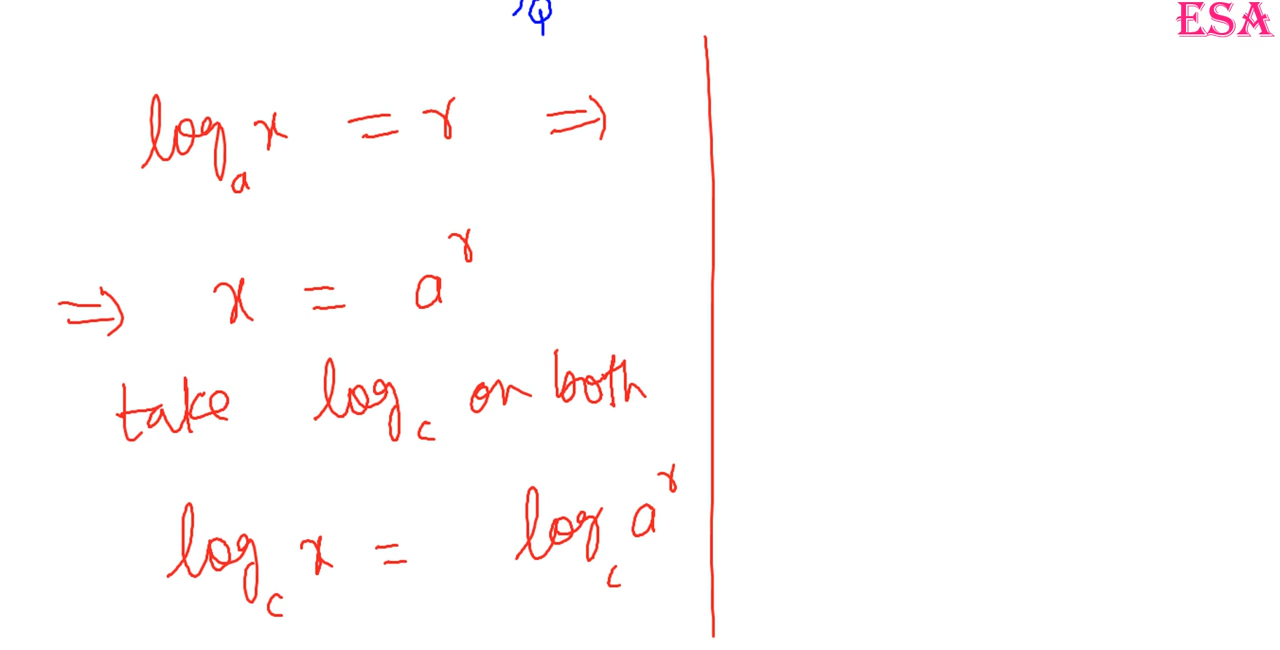 ESA
log_a x = r ⇒
⇒ x = a^r
take log_c on both
log_c x = log_c a^r